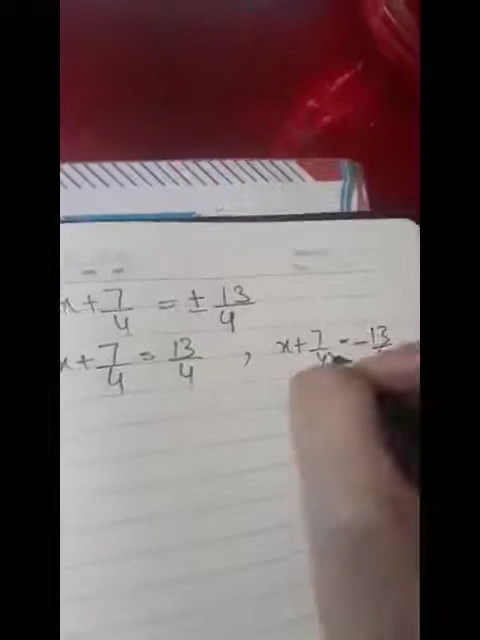 x + 7/4 = ± 13/4
x + 7/4 = 13/4 , x + 7/4 = -13/4